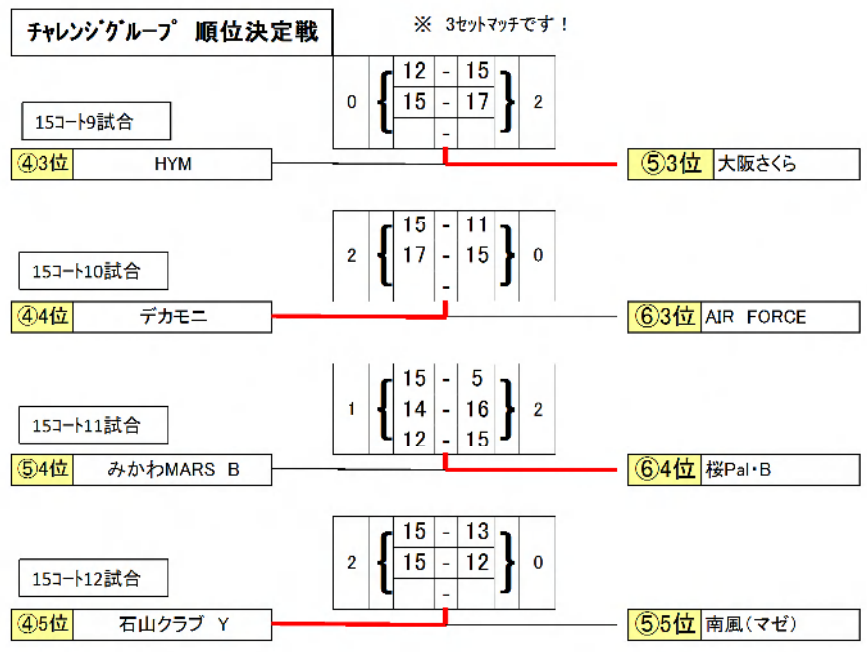 ﾁｬﾚﾝｼﾞｸﾞﾙｰﾌﾟ 順位決定戦
※ 3ｾｯﾄﾏｯﾁです！
12 - 15
0 { 15 - 17 } 2
-
15ｺｰﾄ9試合
④3位 HYM ⑤3位 大阪さくら
15 - 11
2 { 17 - 15 } 0
-
15ｺｰﾄ10試合
④4位 デカモニ ⑥3位 AIR FORCE
15 - 5
1 { 14 - 16 } 2
12 - 15
15ｺｰﾄ11試合
⑤4位 みかわMARS B ⑥4位 桜Pal･B
15 - 13
2 { 15 - 12 } 0
-
15ｺｰﾄ12試合
④5位 石山クラブ Y ⑤5位 南風(マゼ)